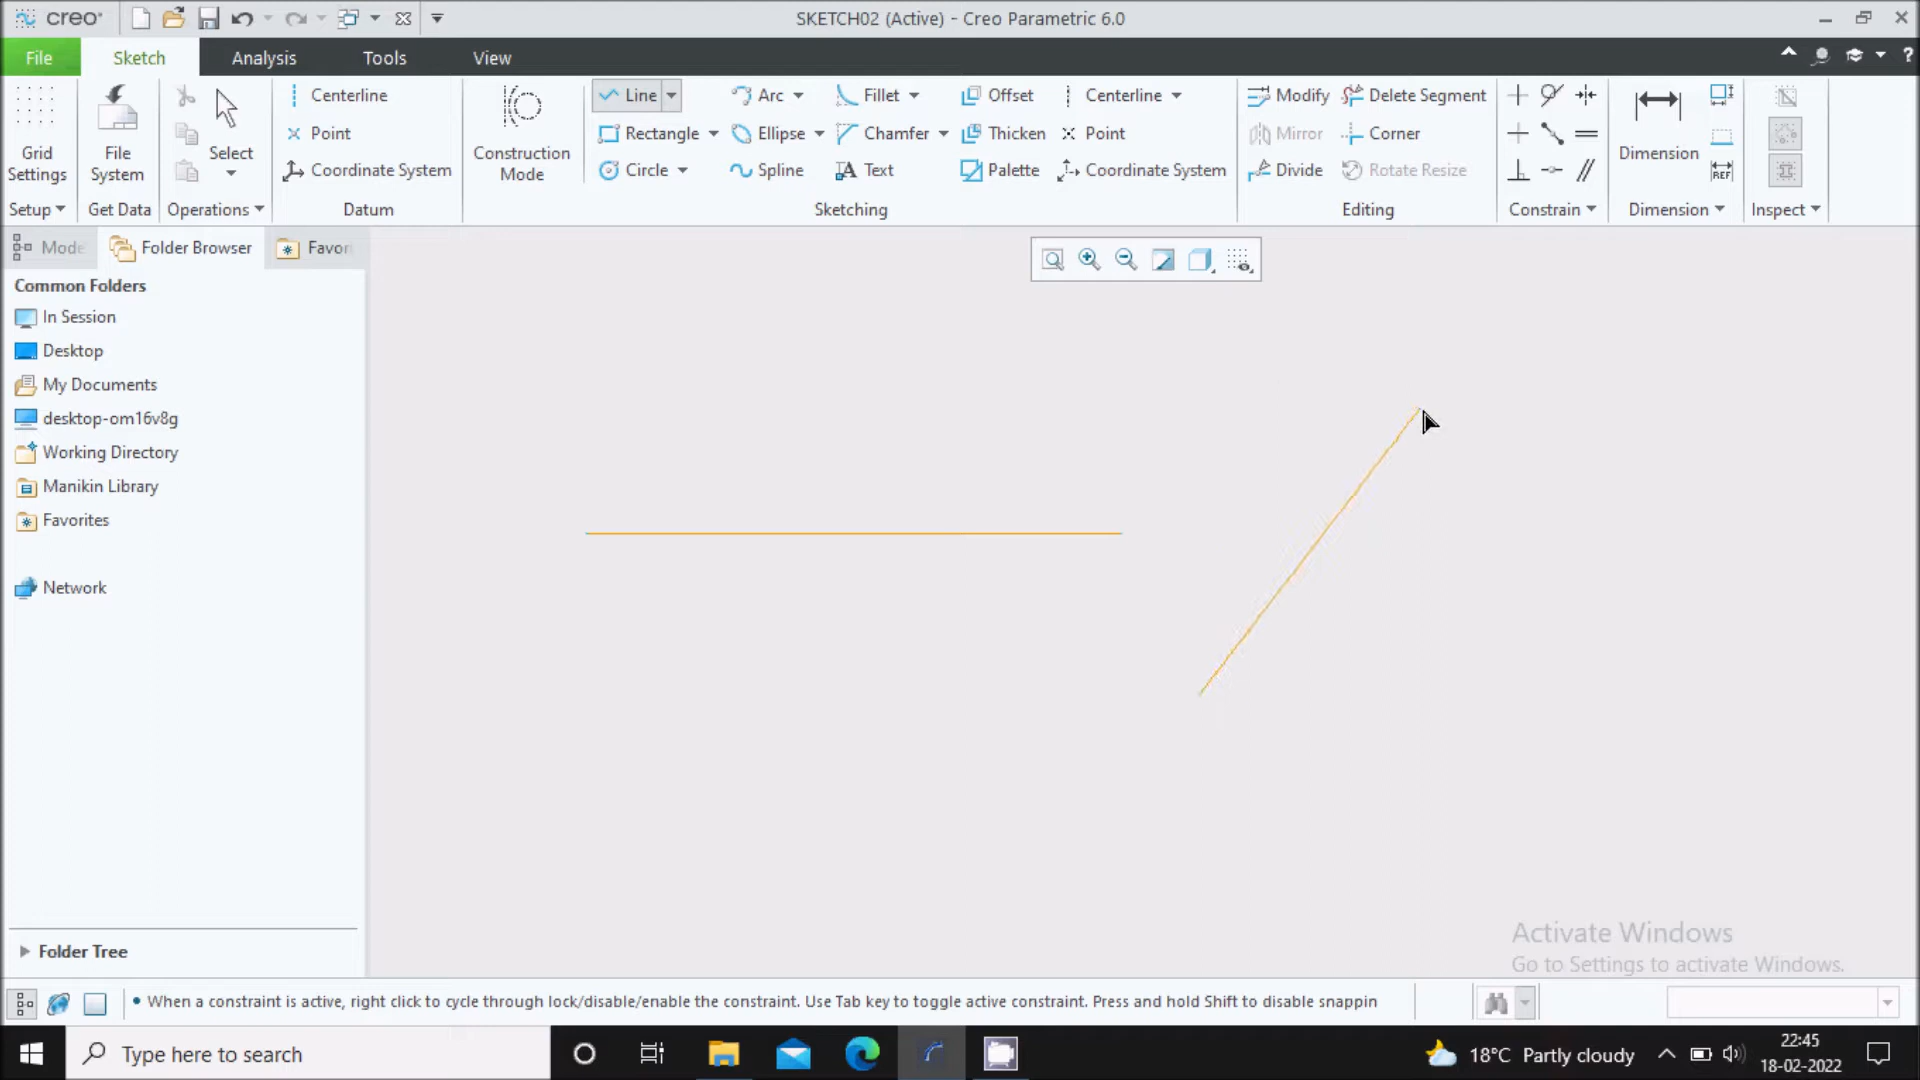 creo
SKETCH02 (Active) - Creo Parametric 6.0
File Sketch Analysis Tools View
Grid Settings
Setup
File System
Get Data
Select
Operations
Centerline
Point
Coordinate System
Datum
Construction Mode
Line Arc Fillet Offset Centerline
Rectangle Ellipse Chamfer Thicken Point
Circle Spline Text Palette Coordinate System
Sketching
Modify Delete Segment
Mirror Corner
Divide Rotate Resize
Editing
Constrain
Dimension
REF
Dimension
Inspect
Mode Folder Browser Favor
Common Folders
In Session
Desktop
My Documents
desktop-om16v8g
Working Directory
Manikin Library
Favorites
Network
Folder Tree
Activate Windows
Go to Settings to activate Windows.
• When a constraint is active, right click to cycle through lock/disable/enable the constraint. Use Tab key to toggle active constraint. Press and hold Shift to disable snappin
Type here to search
18°C Partly cloudy
22:45
18-02-2022